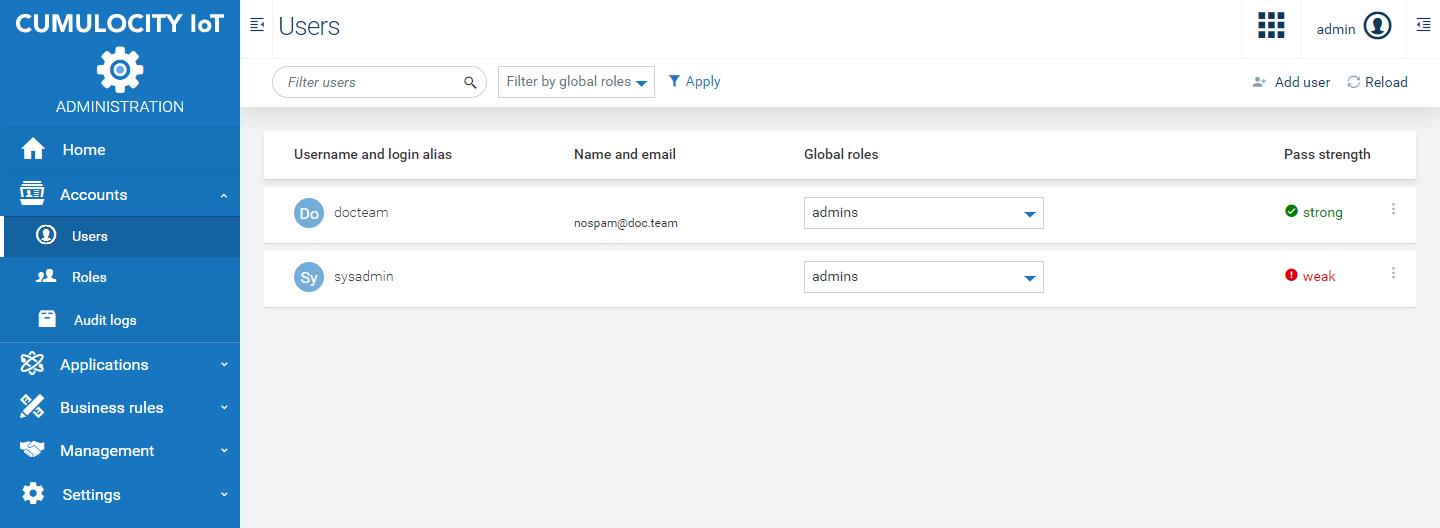 CUMULOCITY IoT
ADMINISTRATION
Home
Accounts
Users
Roles
Audit logs
Applications
Business rules
Management
Settings
Users
admin
Filter users
Filter by global roles
Apply
Add user
Reload
Username and login alias
Name and email
Global roles
Pass strength
Do
docteam
nospam@doc.team
admins
strong
Sy
sysadmin
admins
weak